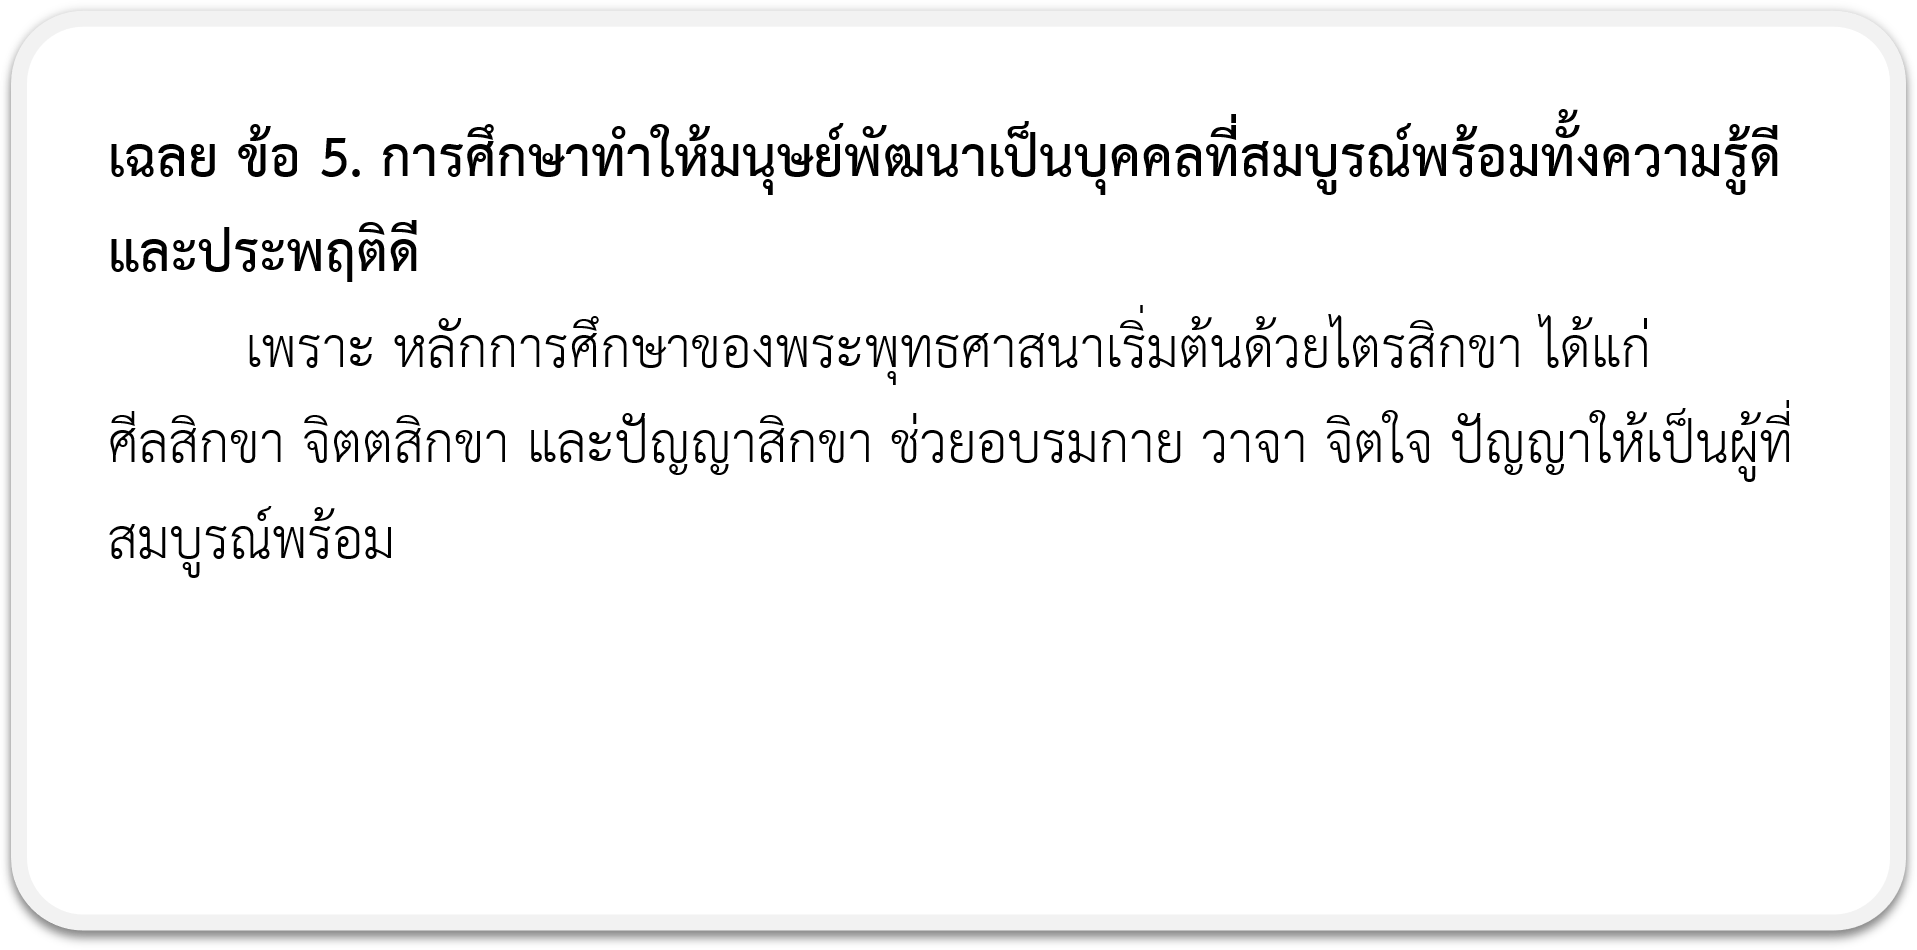 เฉลย ข้อ 5. การศึกษาทำให้มนุษย์พัฒนาเป็นบุคคลที่สมบูรณ์พร้อมทั้งความรู้ดี
และประพฤติดี
เพราะ หลักการศึกษาของพระพุทธศาสนาเริ่มต้นด้วยไตรสิกขา ได้แก่
ศีลสิกขา จิตตสิกขา และปัญญาสิกขา ช่วยอบรมกาย วาจา จิตใจ ปัญญาให้เป็นผู้ที่
สมบูรณ์พร้อม